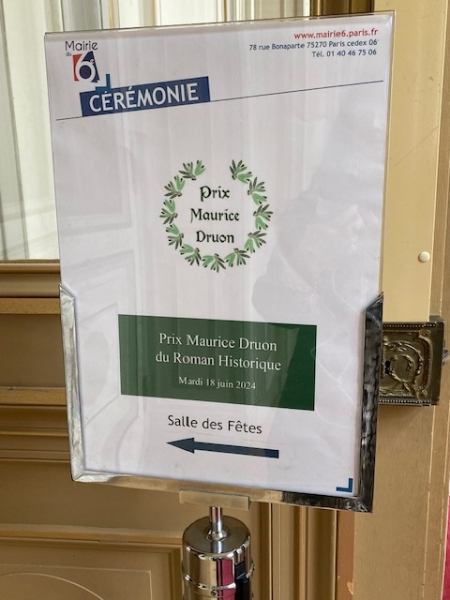 Mairie
du
6e
www.mairie6.paris.fr
78 rue Bonaparte 75270 Paris cedex 06
Tél. 01 40 46 75 06
CÉRÉMONIE
Prix
Maurice
Druon
Prix Maurice Druon
du Roman Historique
Mardi 18 juin 2024
Salle des Fêtes